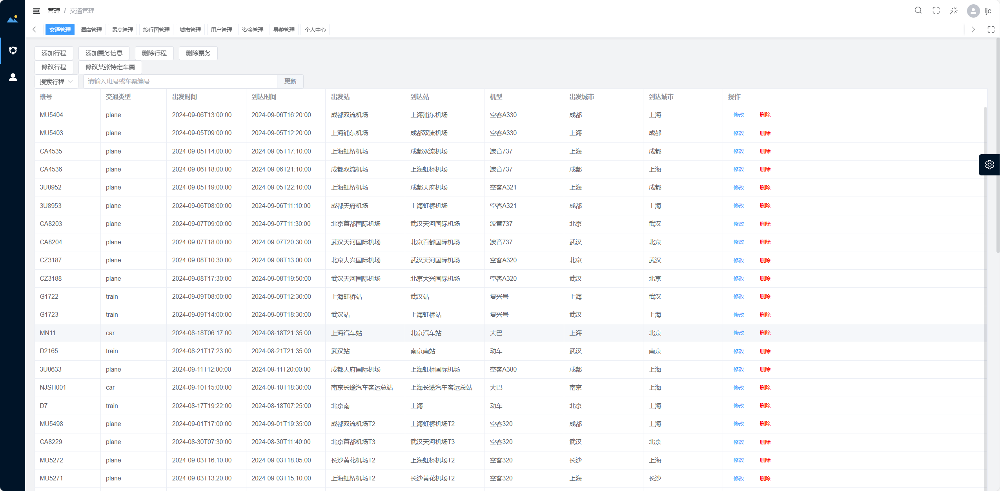 管理 / 交通管理
ljc
交通管理 酒店管理 景点管理 旅行团管理 城市管理 用户管理 资金管理 导游管理 个人中心
添加行程 添加票务信息 删除行程 删除票务
修改行程 修改某张特定车票
搜索行程 请输入班号或车票编号 更新
班号 交通类型 出发时间 到达时间 出发站 到达站 机型 出发城市 到达城市 操作
MU5404 plane 2024-09-06T13:00:00 2024-09-06T16:20:00 成都双流机场 上海浦东机场 空客A330 成都 上海 修改 删除
MU5403 plane 2024-09-05T09:00:00 2024-09-05T12:20:00 上海浦东机场 成都双流机场 空客A330 上海 成都 修改 删除
CA4535 plane 2024-09-05T14:00:00 2024-09-05T17:10:00 上海虹桥机场 成都双流机场 波音737 上海 成都 修改 删除
CA4536 plane 2024-09-06T18:00:00 2024-09-06T21:10:00 成都双流机场 上海虹桥机场 波音737 成都 上海 修改 删除
3U8952 plane 2024-09-05T19:00:00 2024-09-05T22:10:00 上海虹桥机场 成都天府机场 空客A321 上海 成都 修改 删除
3U8953 plane 2024-09-06T08:00:00 2024-09-06T11:10:00 成都天府机场 上海虹桥机场 空客A321 成都 上海 修改 删除
CA8203 plane 2024-09-07T09:00:00 2024-09-07T11:30:00 北京首都国际机场 武汉天河国际机场 波音737 北京 武汉 修改 删除
CA8204 plane 2024-09-07T18:00:00 2024-09-07T20:30:00 武汉天河国际机场 北京首都国际机场 波音737 武汉 北京 修改 删除
CZ3187 plane 2024-09-08T10:30:00 2024-09-08T13:00:00 北京大兴国际机场 武汉天河国际机场 空客A320 北京 武汉 修改 删除
CZ3188 plane 2024-09-08T17:30:00 2024-09-08T19:50:00 武汉天河国际机场 北京大兴国际机场 空客A320 武汉 北京 修改 删除
G1722 train 2024-09-09T08:00:00 2024-09-09T12:30:00 上海虹桥站 武汉站 复兴号 上海 武汉 修改 删除
G1723 train 2024-09-09T14:00:00 2024-09-09T18:30:00 武汉站 上海虹桥站 复兴号 武汉 上海 修改 删除
MN11 car 2024-08-18T06:17:00 2024-08-18T21:35:00 上海汽车站 北京汽车站 大巴 上海 北京 修改 删除
D2165 train 2024-08-21T17:23:00 2024-08-21T21:35:00 武汉站 南京南站 动车 武汉 南京 修改 删除
3U8633 plane 2024-09-11T12:00:00 2024-09-11T20:00:00 成都天府国际机场 上海虹桥国际机场 空客A380 成都 上海 修改 删除
NJSH001 car 2024-09-10T15:00:00 2024-09-10T18:30:00 南京长途汽车客运总站 上海长途汽车客运总站 大巴 南京 上海 修改 删除
D7 train 2024-08-17T19:22:00 2024-08-18T07:25:00 北京南 上海 动车 北京 上海 修改 删除
MU5498 plane 2024-09-01T17:00:00 2024-09-01T19:35:00 成都双流机场T2 上海虹桥机场T2 空客320 成都 上海 修改 删除
CA8229 plane 2024-08-30T07:30:00 2024-08-30T11:40:00 北京首都机场T3 武汉天河机场T3 空客320 武汉 北京 修改 删除
MU5272 plane 2024-09-03T16:10:00 2024-09-03T18:05:00 长沙黄花机场T2 上海虹桥机场T2 空客320 长沙 上海 修改 删除
MU5271 plane 2024-09-03T13:20:00 2024-09-03T15:10:00 上海虹桥机场T2 长沙黄花机场T2 空客320 上海 长沙 修改 删除